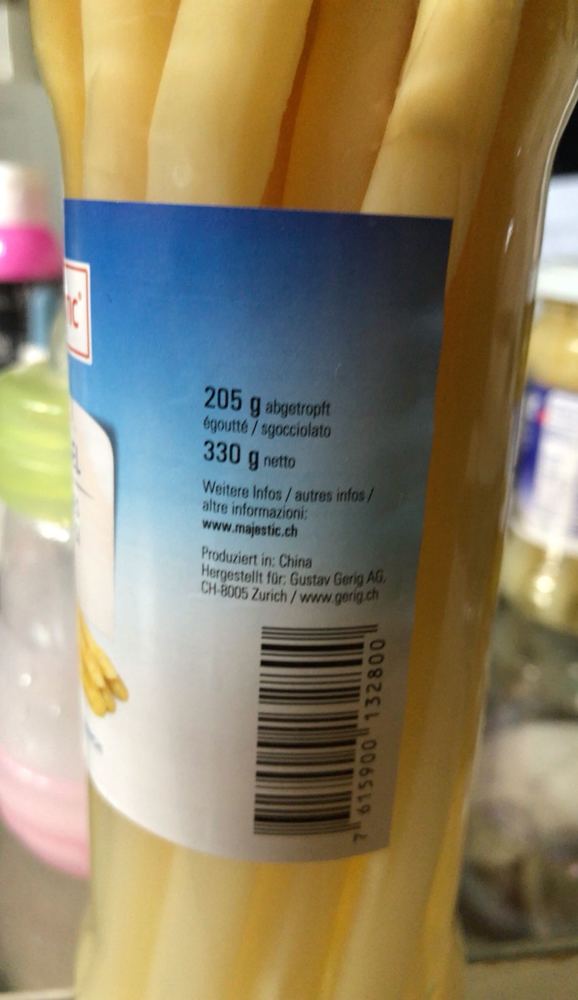 205 g abgetropft
égoutté / sgocciolato
330 g netto
Weitere Infos / autres infos /
altre informazioni:
www.majestic.ch
Produziert in: China
Hergestellt für: Gustav Gerig AG,
CH-8005 Zurich / www.gerig.ch
7 615900 132800